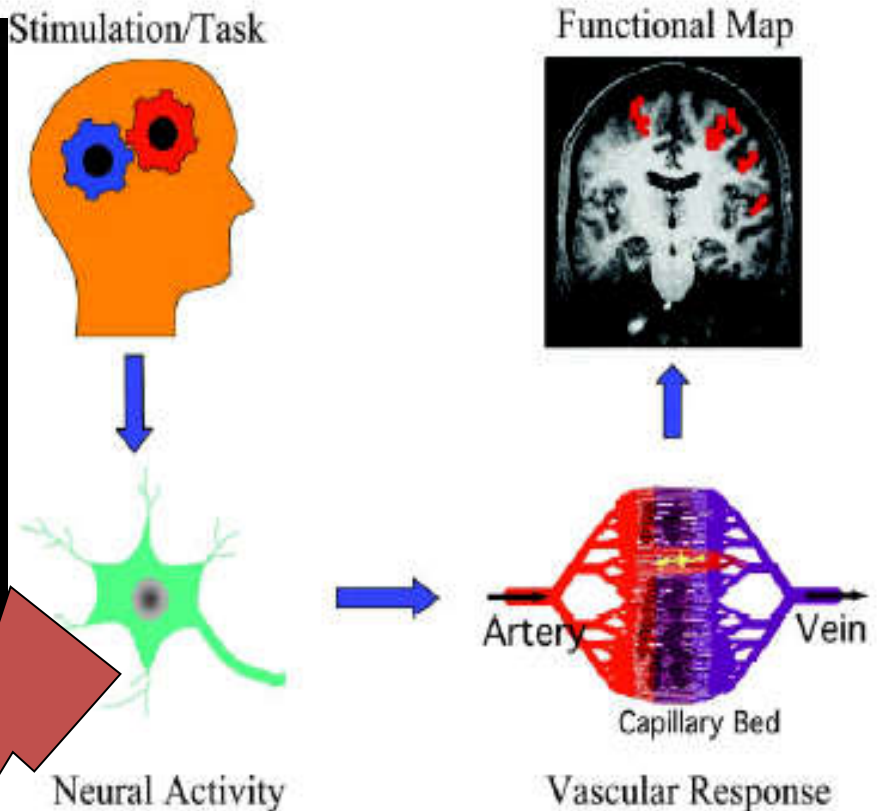 Stimulation/Task
Functional Map
Artery
Vein
Capillary Bed
Neural Activity
Vascular Response